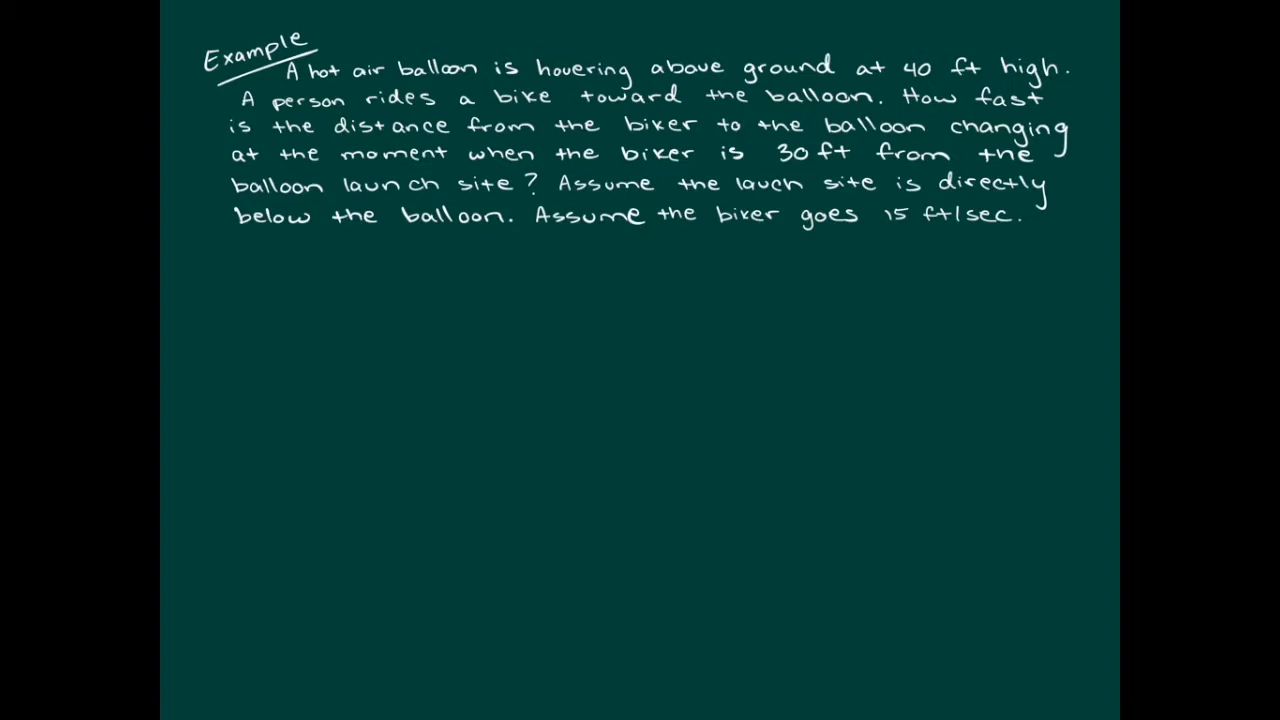 Example
A hot air balloon is hovering above ground at 40 ft high.
A person rides a bike toward the balloon. How fast
is the distance from the biker to the balloon changing
at the moment when the biker is 30 ft from the
balloon launch site? Assume the lauch site is directly
below the balloon. Assume the biker goes 15 ft/sec.